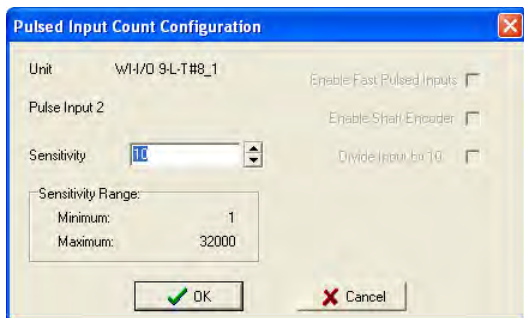 Pulsed Input Count Configuration
Unit WI-I/O 9-L-T#8_1
Enable Fast Pulsed Inputs
Pulse Input 2
Enable Shaft Encoder
Sensitivity 10
Divide Input by 10
Sensitivity Range:
Minimum: 1
Maximum: 32000
OK Cancel